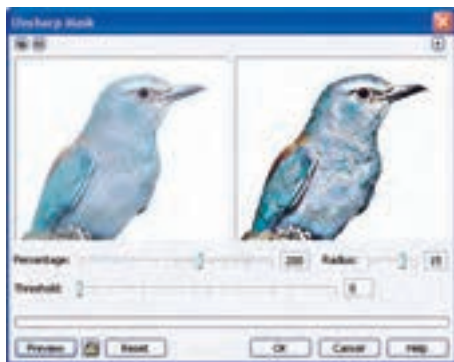 Unsharp Mask
Percentage: 200 Radius: 15
Threshold: 0
Preview Reset OK Cancel Help